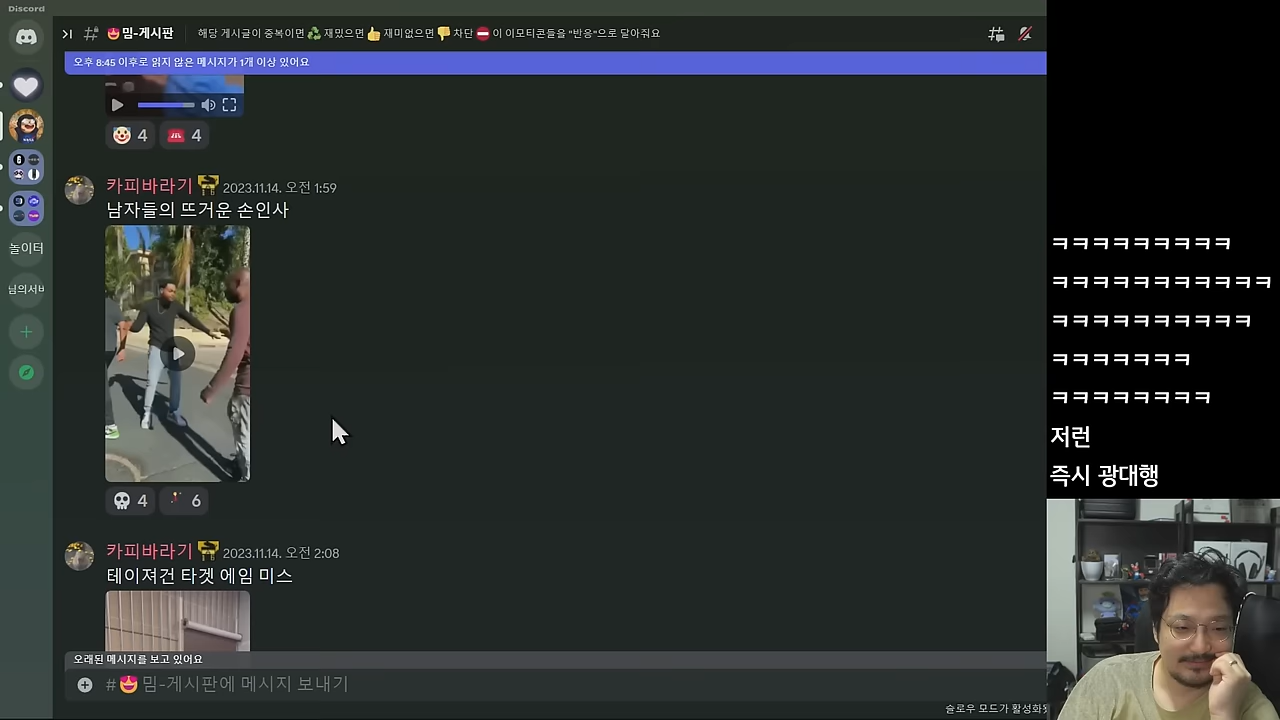 Discord
밈-게시판
해당 게시글이 중복이면 ♻️ 재밌으면 👍 재미없으면 👎 차단 ⛔ 이 이모티콘들을 "반응"으로 달아줘요
오후 8:45 이후로 읽지 않은 메시지가 1개 이상 있어요
4
4
카피바라기 2023.11.14. 오전 1:59
남자들의 뜨거운 손인사
4
6
카피바라기 2023.11.14. 오전 2:08
테이져건 타겟 에임 미스
오래된 메시지를 보고 있어요
#😍밈-게시판에 메시지 보내기
슬로우 모드가 활성화
놀이터
님의서버
ㅋㅋㅋㅋㅋㅋㅋㅋㅋ
ㅋㅋㅋㅋㅋㅋㅋㅋㅋㅋㅋ
ㅋㅋㅋㅋㅋㅋㅋㅋㅋㅋ
ㅋㅋㅋㅋㅋㅋㅋ
ㅋㅋㅋㅋㅋㅋㅋㅋ
저런
즉시 광대행